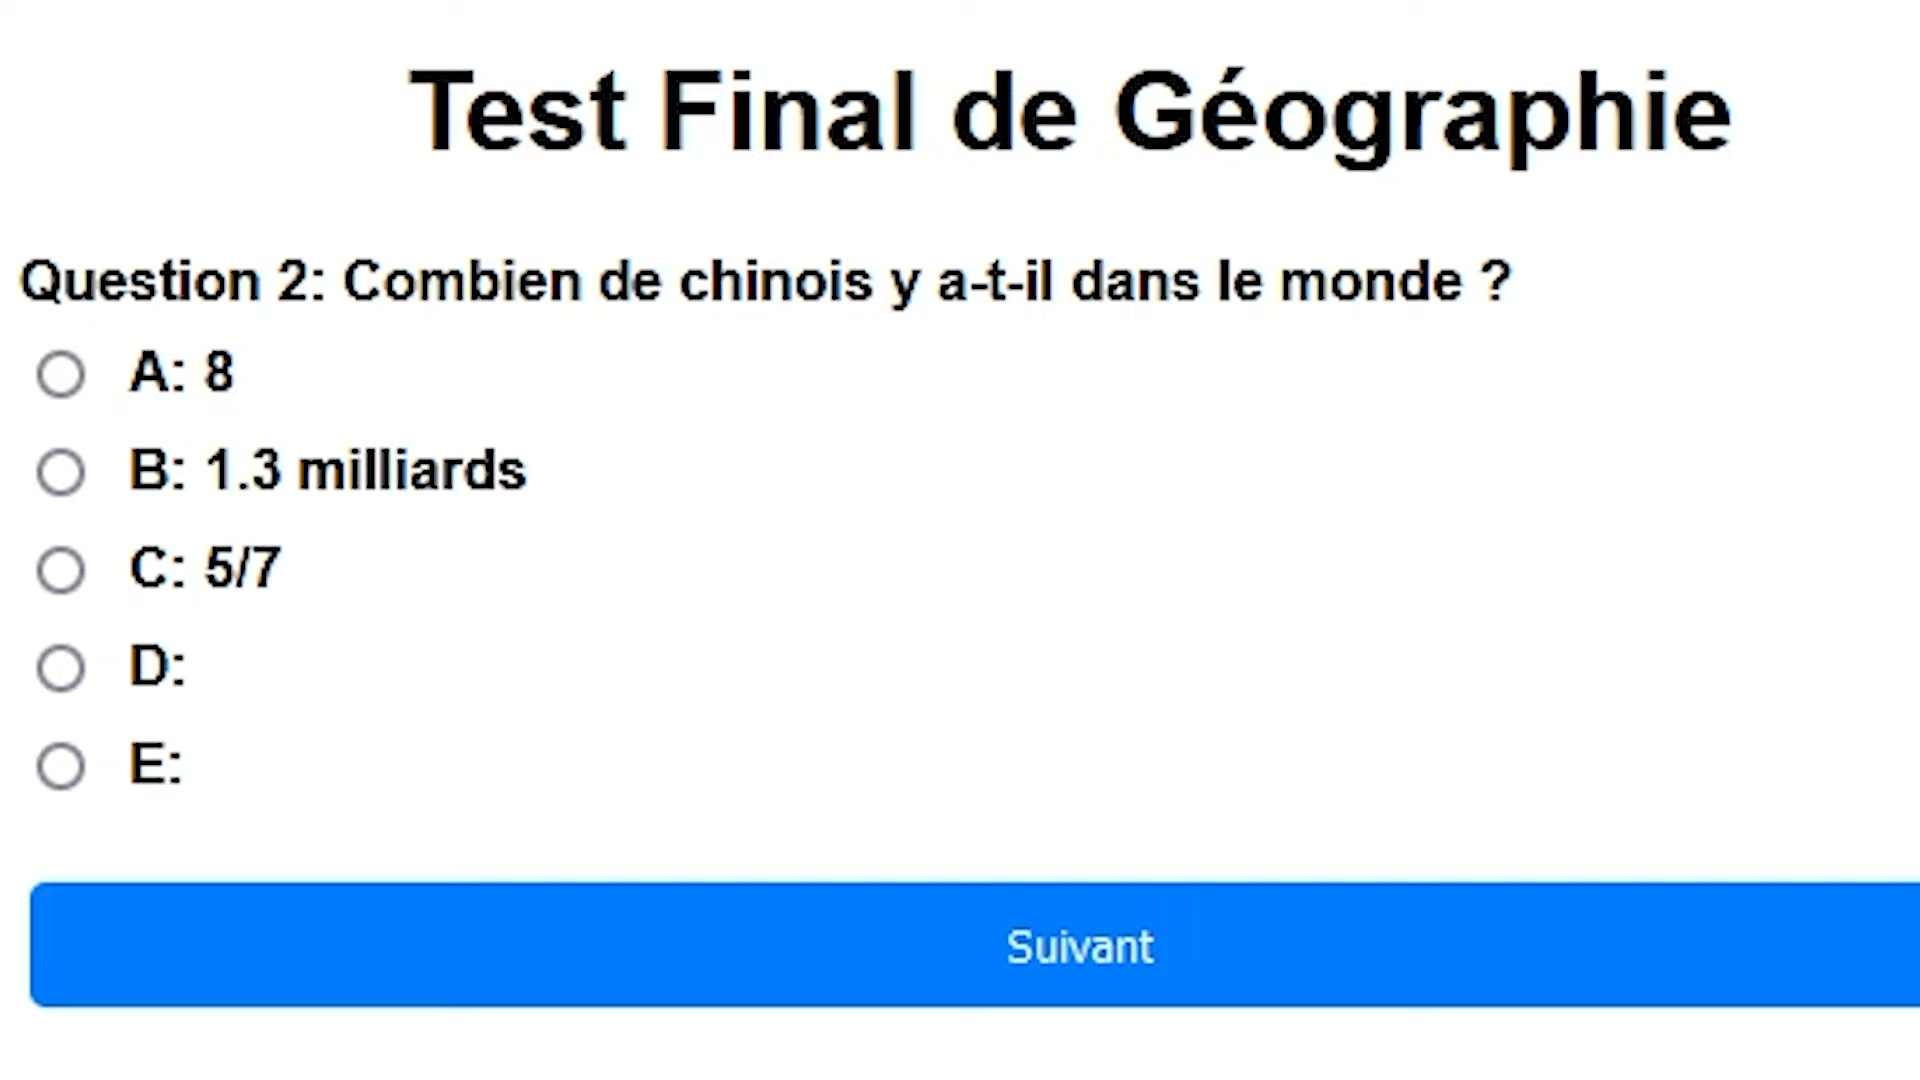 Test Final de Géographie
Question 2: Combien de chinois y a-t-il dans le monde ?
A: 8
B: 1.3 milliards
C: 5/7
D:
E:
Suivant